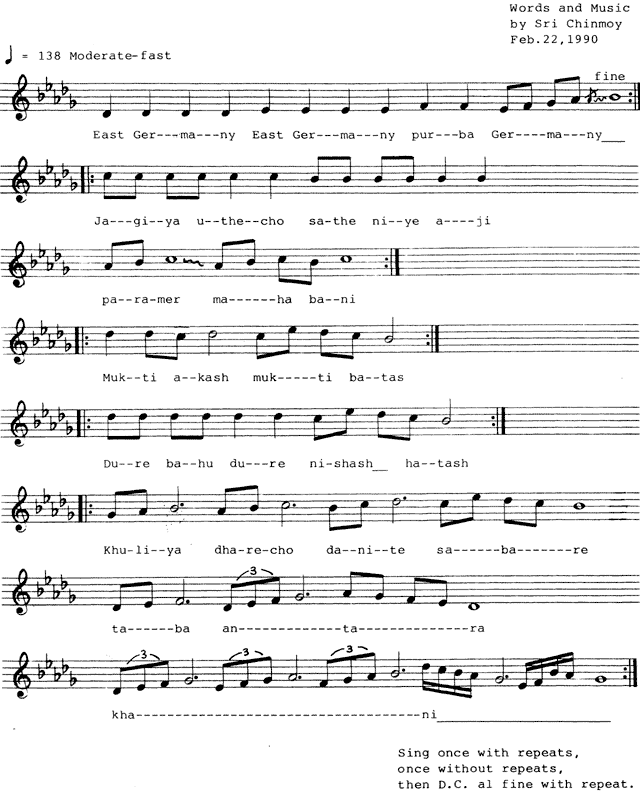 Words and Music
by Sri Chinmoy
Feb.22,1990
= 138 Moderate-fast
fine
East Ger---ma---ny East Ger---ma---ny pur--ba Ger----ma---ny___
Ja---gi--ya u--the--cho sa--the ni--ye a----ji
pa--ra-mer ma------ha ba--ni
Muk--ti a--kash muk-----ti ba--tas
Du--re ba--hu du---re ni-shash__ ha--tash
Khu-li--ya dha-re-cho da--ni--te sa------ba-------re
ta------ba an--------------ta--------------ra
3
kha------------------------------------ni______________________
3 3 3
Sing once with repeats,
once without repeats,
then D.C. al fine with repeat.